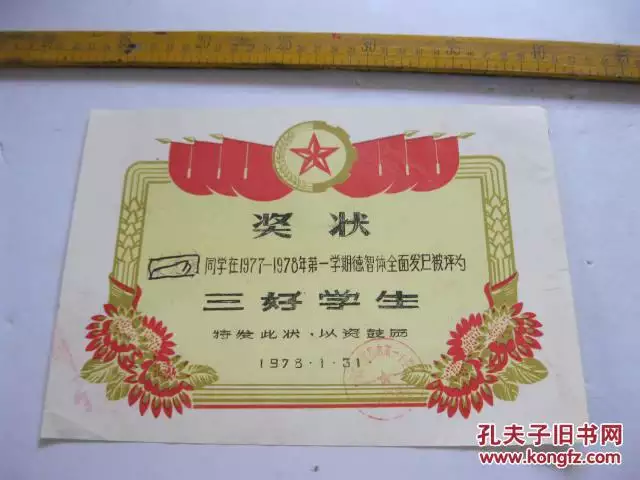 奖状
同学在1977—1978年第一学期德智体全面发展被评为
三好学生
特发此状·以资鼓励
1978·1·31·
孔夫子旧书网
www.kongfz.com